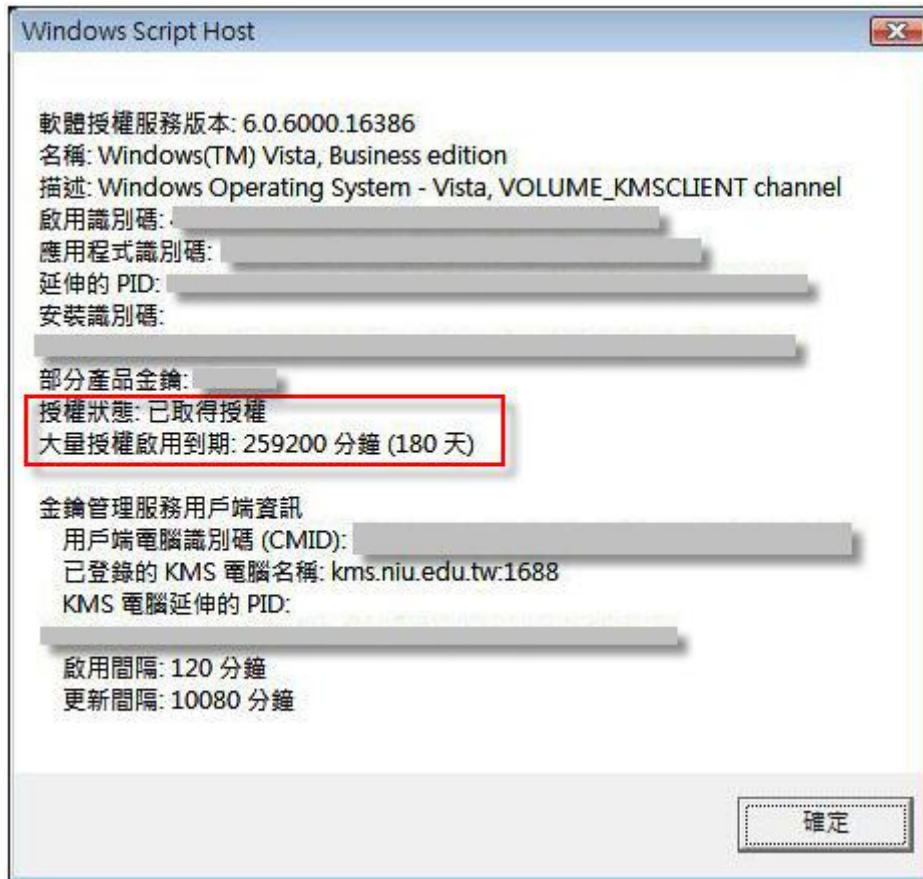 Windows Script Host
軟體授權服務版本: 6.0.6000.16386
名稱: Windows(TM) Vista, Business edition
描述: Windows Operating System - Vista, VOLUME_KMSCLIENT channel
啟用識別碼:
應用程式識別碼:
延伸的 PID:
安裝識別碼:
部分產品金鑰:
授權狀態: 已取得授權
大量授權啟用到期: 259200 分鐘 (180 天)
金鑰管理服務用戶端資訊
用戶端電腦識別碼 (CMID):
已登錄的 KMS 電腦名稱: kms.niu.edu.tw:1688
KMS 電腦延伸的 PID:
啟用間隔: 120 分鐘
更新間隔: 10080 分鐘
確定